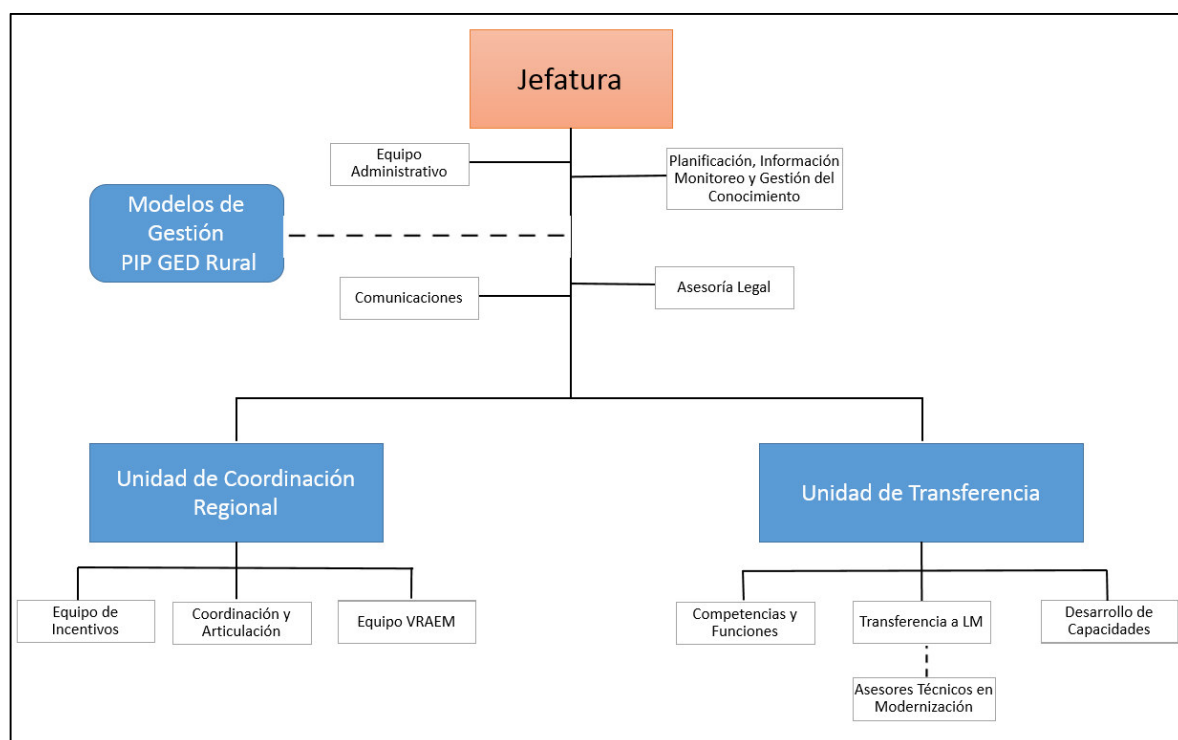 Jefatura
Equipo
Administrativo
Planificación, Información
Monitoreo y Gestión del
Conocimiento
Modelos de
Gestión
PIP GED Rural
Comunicaciones
Asesoría Legal
Unidad de Coordinación
Regional
Unidad de Transferencia
Equipo de
Incentivos
Coordinación y
Articulación
Equipo VRAEM
Competencias y
Funciones
Transferencia a LM
Desarrollo de
Capacidades
Asesores Técnicos en
Modernización